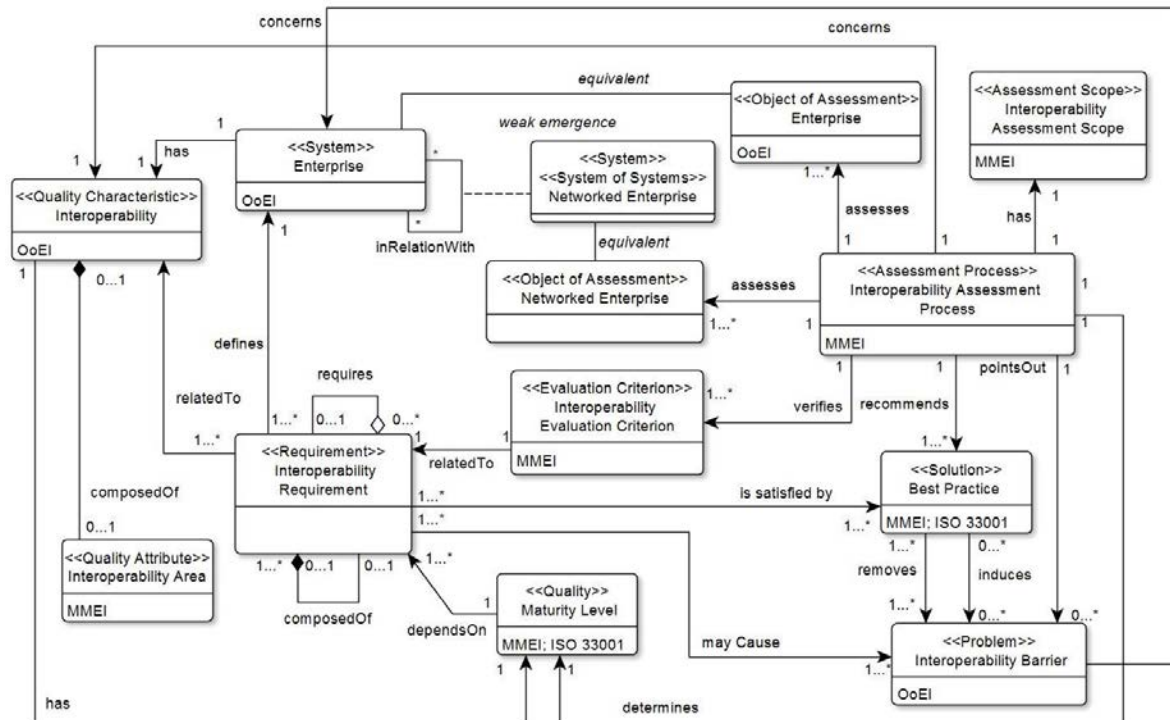 concerns
concerns
equivalent
<<Object of Assessment>>
Enterprise
OoEI
1...*
<<Assessment Scope>>
Interoperability
Assessment Scope
MMEI
1
weak emergence
1
has
1
1
<<System>>
Enterprise
OoEI
1
*
*
inRelationWith
<<System>>
<<System of Systems>>
Networked Enterprise
equivalent
assesses
has
1
1
1
<<Quality Characteristic>>
Interoperability
OoEI
1
0...1
<<Object of Assessment>>
Networked Enterprise
assesses
1...*
1
<<Assessment Process>>
Interoperability Assessment
Process
MMEI
1
1
1
1
1
defines
requires
relatedTo
1...*
1...*
0...1
0...*
<<Evaluation Criterion>>
Interoperability
Evaluation Criterion
MMEI
1...*
1
1
relatedTo
verifies
recommends
pointsOut
1...*
<<Requirement>>
Interoperability
Requirement
1...*
1...*
1...*
1...*
0...1
0...1
composedOf
is satisfied by
1...*
<<Solution>>
Best Practice
MMEI; ISO 33001
1...*
0...*
removes
induces
1...*
0...*
0...*
composedOf
0...1
<<Quality Attribute>>
Interoperability Area
MMEI
dependsOn
1
<<Quality>>
Maturity Level
MMEI; ISO 33001
1
1
may Cause
1...*
<<Problem>>
Interoperability Barrier
OoEI
1...*
has
determines